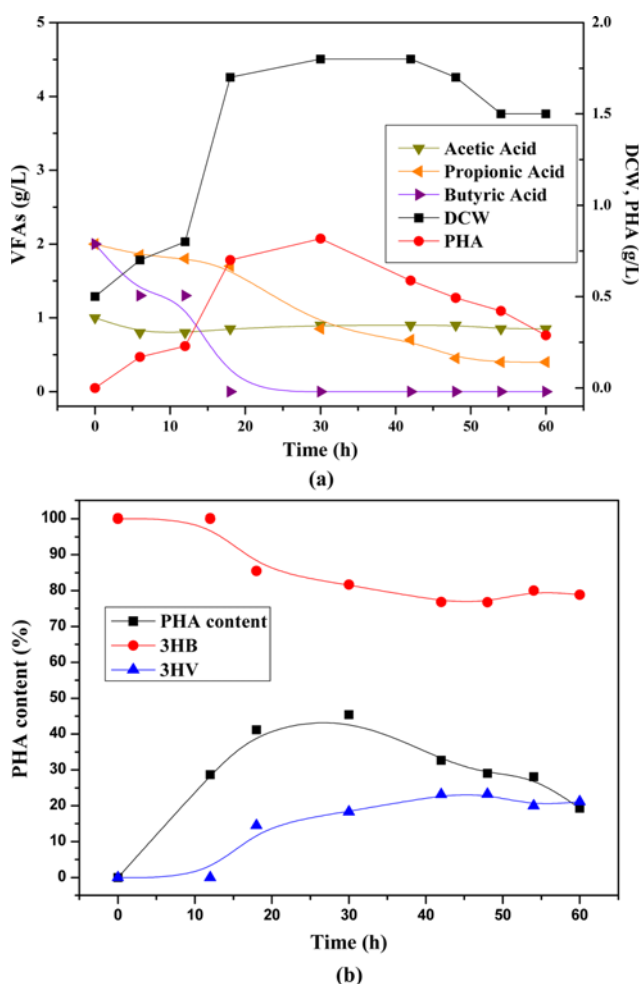 5
4
3
2
1
0
VFAs (g/L)
2.0
1.5
1.0
0.5
0.0
DCW, PHA (g/L)
Acetic Acid
Propionic Acid
Butyric Acid
DCW
PHA
0 10 20 30 40 50 60
Time (h)
(a)
100
90
80
70
60
50
40
30
20
10
0
PHA content (%)
PHA content
3HB
3HV
0 10 20 30 40 50 60
Time (h)
(b)